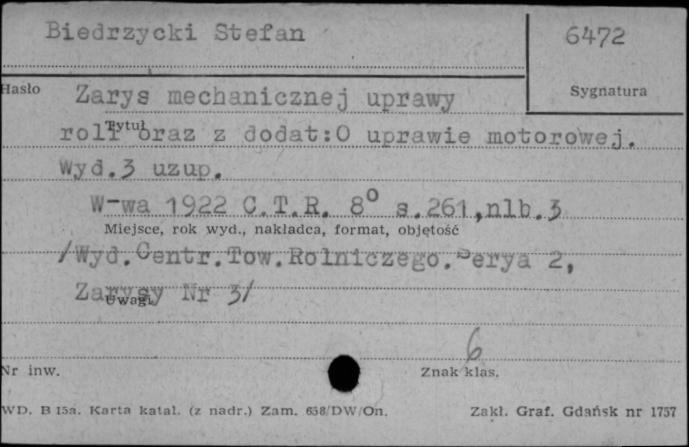 Biedrzycki Stefan
6472
Hasło
Sygnatura
Zarys mechanicznej uprawy
Tytuł
roli oraz z dodat:O uprawie motorowej.
Wyd.3 uzup.
W-wa 1922 C.T.R. 8° s.261,nlb.3
Miejsce, rok wyd., nakładca, format, objętość
/Wyd.Centr.Tow.Rolniczego.Serya 2,
Zarysy Nr 3/
Uwagi
6
Nr inw.
Znak klas.
WD. B 15a. Karta katal. (z nadr.) Zam. 658/DW/On.
Zakł. Graf. Gdańsk nr 1757